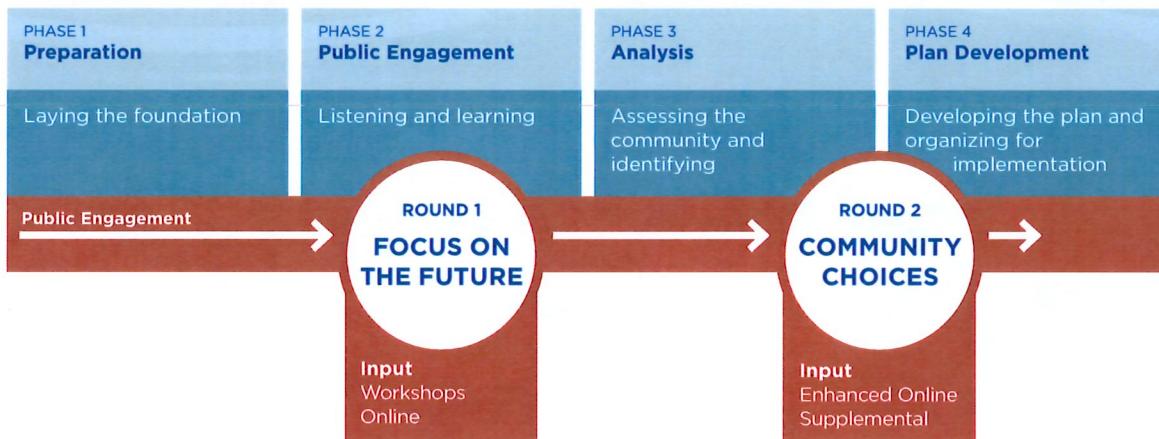 PHASE 1
Preparation
Laying the foundation
PHASE 2
Public Engagement
Listening and learning
PHASE 3
Analysis
Assessing the
community and
identifying
PHASE 4
Plan Development
Developing the plan and
organizing for
implementation
Public Engagement
ROUND 1
FOCUS ON
THE FUTURE
Input
Workshops
Online
ROUND 2
COMMUNITY
CHOICES
Input
Enhanced Online
Supplemental